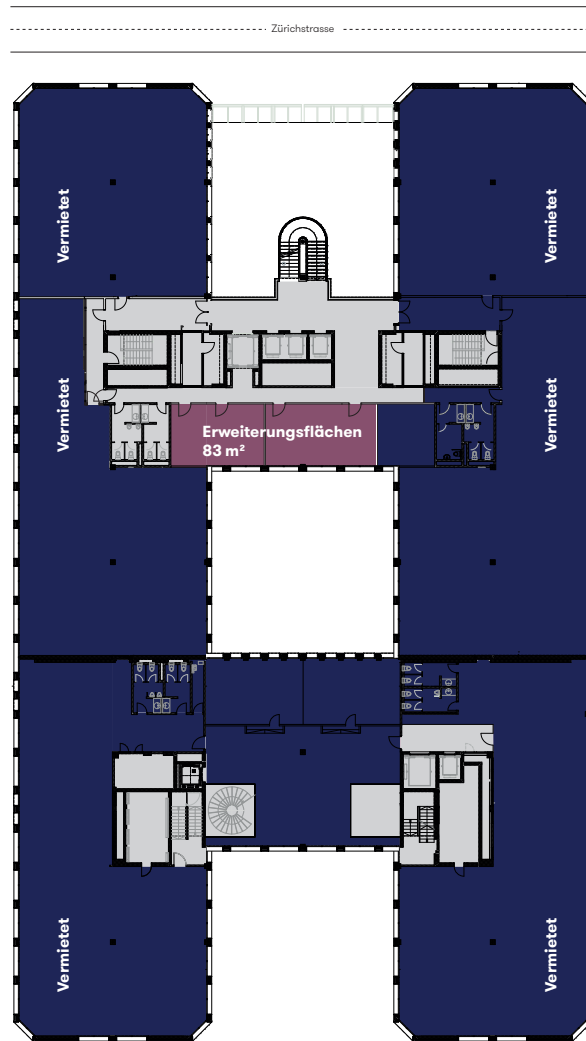 Zürichstrasse
Vermietet
Vermietet
Vermietet
Vermietet
Erweiterungsflächen
83 m²
Vermietet
Vermietet